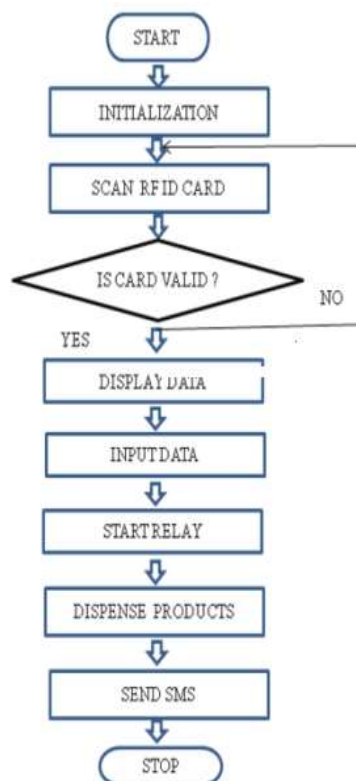 START
INITIALIZATION
SCAN RFID CARD
IS CARD VALID ?
NO
YES
DISPLAY DATA
INPUT DATA
START RELAY
DISPENSE PRODUCTS
SEND SMS
STOP